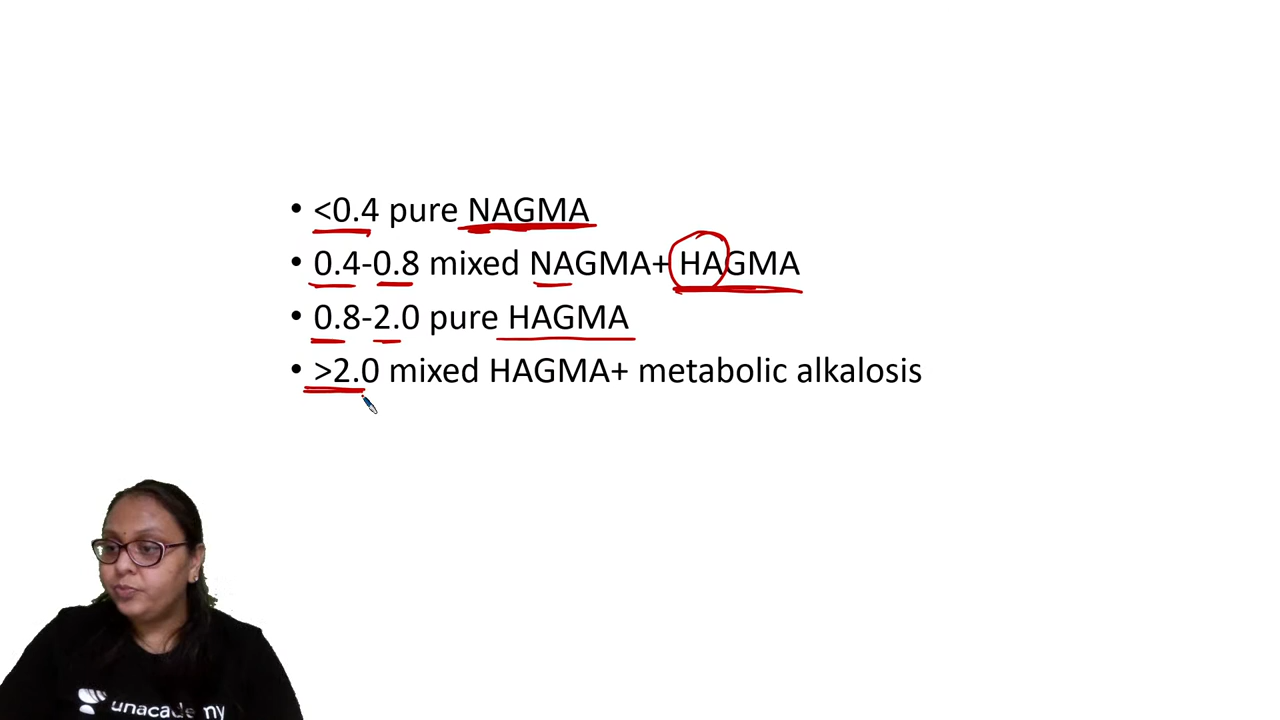 • <0.4 pure NAGMA
• 0.4-0.8 mixed NAGMA+ HAGMA
• 0.8-2.0 pure HAGMA
• >2.0 mixed HAGMA+ metabolic alkalosis
unacademy